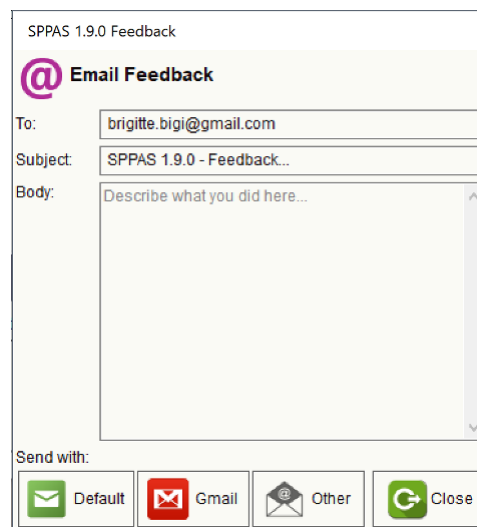 SPPAS 1.9.0 Feedback
@ Email Feedback
To: brigitte.bigi@gmail.com
Subject: SPPAS 1.9.0 - Feedback...
Body: Describe what you did here...
Send with:
Default Gmail @ Other Close